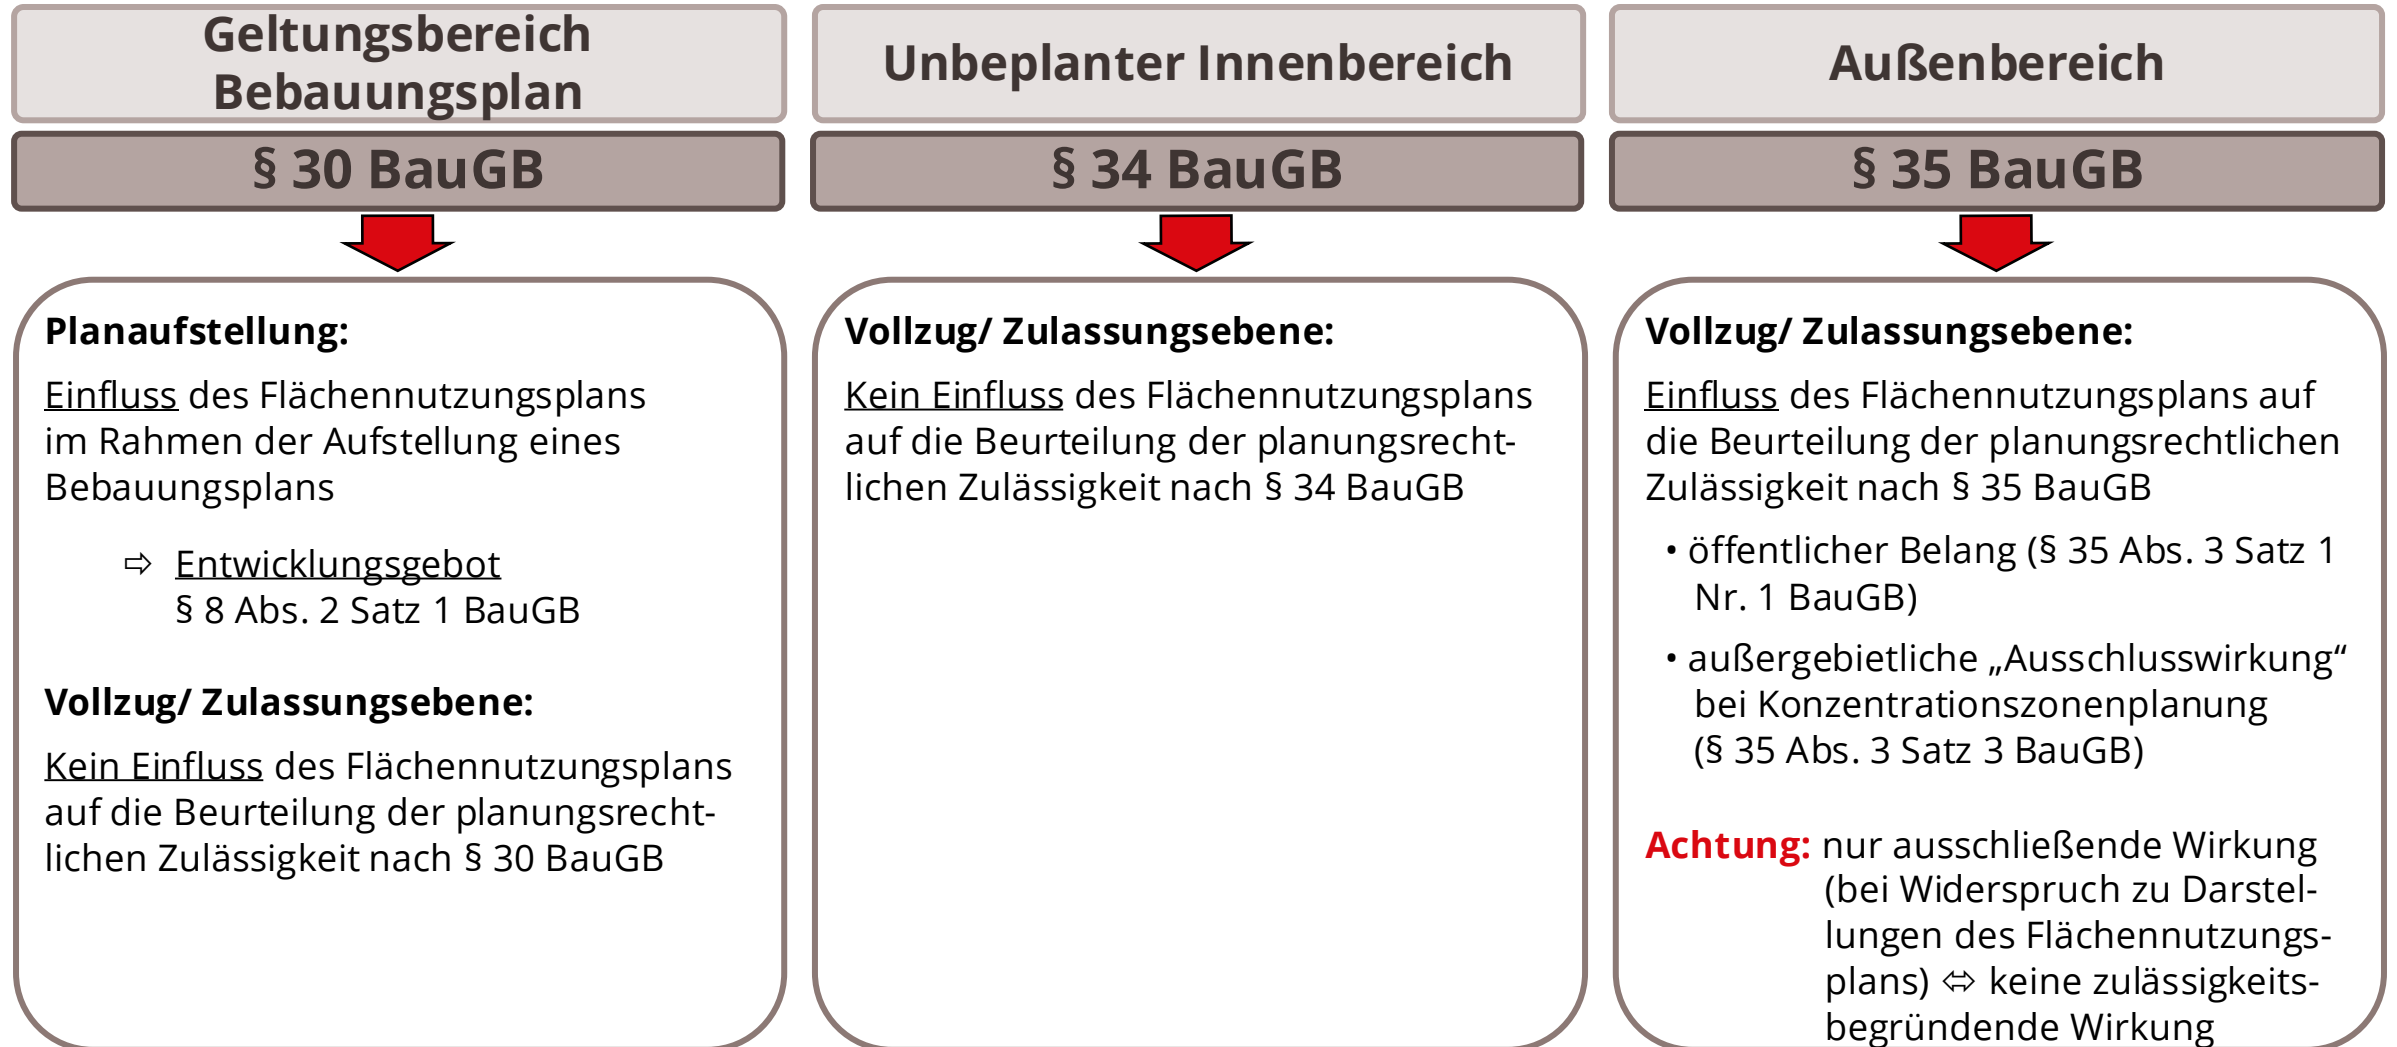 Geltungsbereich
Bebauungsplan
§ 30 BauGB
Planaufstellung:
Einfluss des Flächennutzungsplans
im Rahmen der Aufstellung eines
Bebauungsplans
⇨ Entwicklungsgebot
§ 8 Abs. 2 Satz 1 BauGB
Vollzug/ Zulassungsebene:
Kein Einfluss des Flächennutzungsplans
auf die Beurteilung der planungsrecht-
lichen Zulässigkeit nach § 30 BauGB
Unbeplanter Innenbereich
§ 34 BauGB
Vollzug/ Zulassungsebene:
Kein Einfluss des Flächennutzungsplans
auf die Beurteilung der planungsrecht-
lichen Zulässigkeit nach § 34 BauGB
Außenbereich
§ 35 BauGB
Vollzug/ Zulassungsebene:
Einfluss des Flächennutzungsplans auf
die Beurteilung der planungsrechtlichen
Zulässigkeit nach § 35 BauGB
• öffentlicher Belang (§ 35 Abs. 3 Satz 1
Nr. 1 BauGB)
• außergebietliche „Ausschlusswirkung“
bei Konzentrationszonenplanung
(§ 35 Abs. 3 Satz 3 BauGB)
Achtung: nur ausschließende Wirkung
(bei Widerspruch zu Darstel-
lungen des Flächennutzungs-
plans) ⬄ keine zulässigkeits-
begründende Wirkung